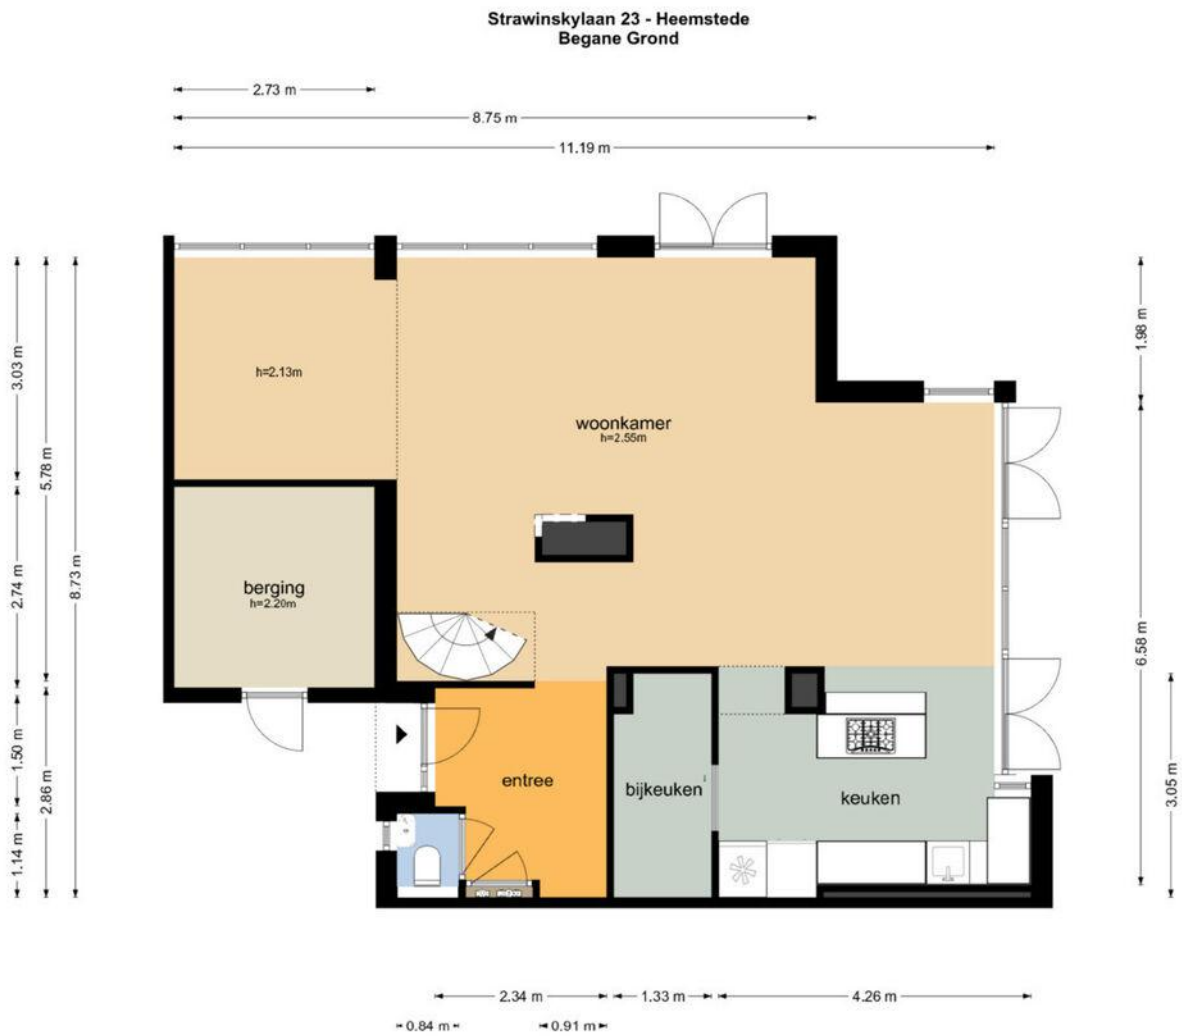 Strawinskylaan 23 - Heemstede
Begane Grond
2.73 m
8.75 m
11.19 m
3.03 m
5.78 m
8.73 m
2.74 m
1.50 m
2.86 m
1.14 m
1.98 m
6.58 m
3.05 m
h=2.13m
woonkamer
h=2.55m
berging
h=2.20m
entree
bijkeuken
keuken
2.34 m
1.33 m
4.26 m
0.84 m
0.91 m